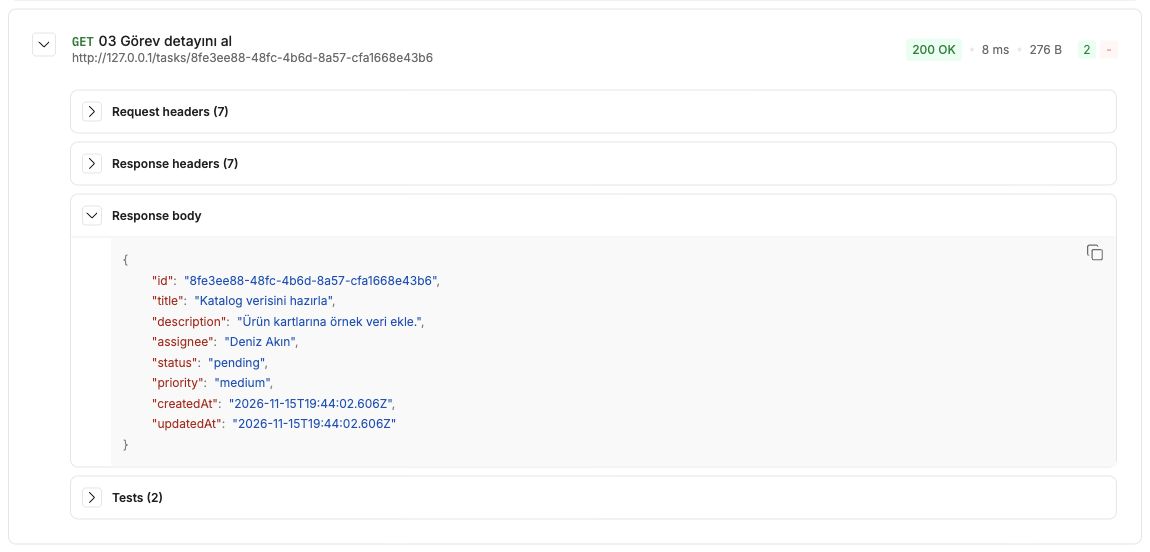 GET 03 Görev detayını al
http://127.0.0.1/tasks/8fe3ee88-48fc-4b6d-8a57-cfa1668e43b6
200 OK • 8 ms • 276 B 2 -
Request headers (7)
Response headers (7)
Response body
{
"id": "8fe3ee88-48fc-4b6d-8a57-cfa1668e43b6",
"title": "Katalog verisini hazırla",
"description": "Ürün kartlarına örnek veri ekle.",
"assignee": "Deniz Akın",
"status": "pending",
"priority": "medium",
"createdAt": "2026-11-15T19:44:02.606Z",
"updatedAt": "2026-11-15T19:44:02.606Z"
}
Tests (2)